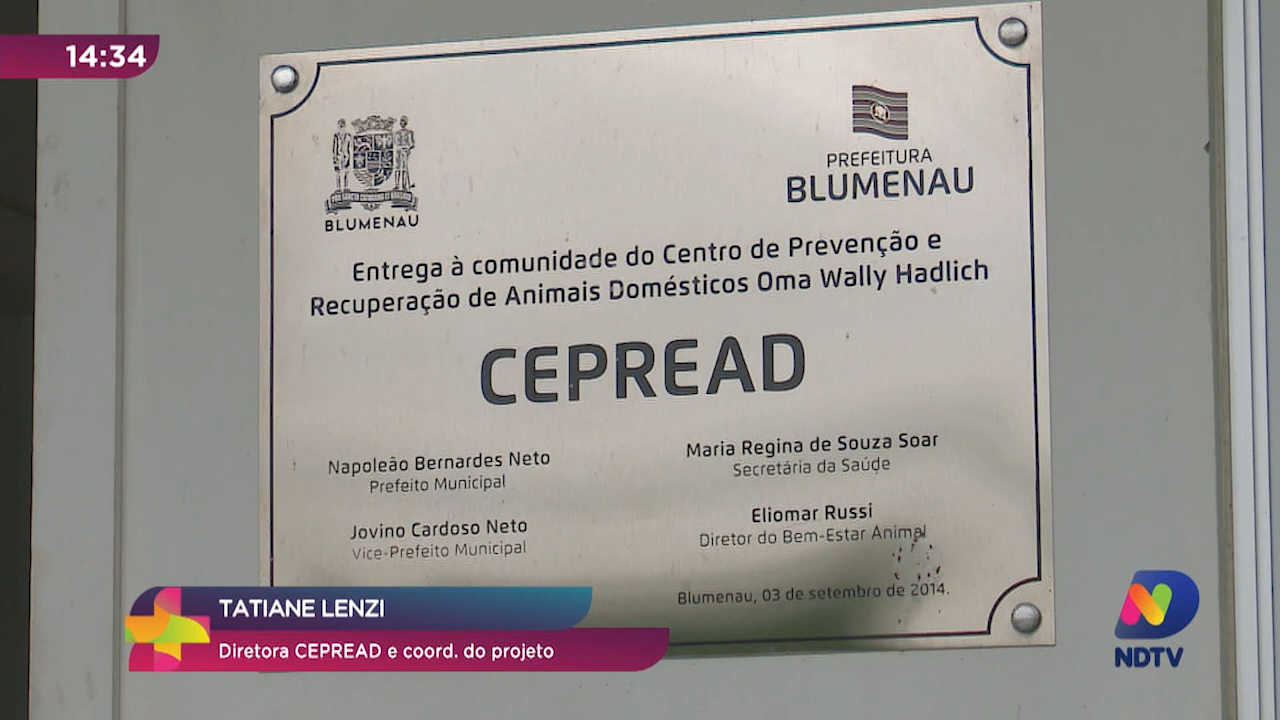 14:34
BLUMENAU
PREFEITURA
BLUMENAU
Entrega à comunidade do Centro de Prevenção e
Recuperação de Animais Domésticos Oma Wally Hadlich
CEPREAD
Napoleão Bernardes Neto
Prefeito Municipal
Maria Regina de Souza Soar
Secretária da Saúde
Jovino Cardoso Neto
Vice-Prefeito Municipal
Eliomar Russi
Diretor do Bem-Estar Animal
Blumenau, 03 de setembro de 2014.
TATIANE LENZI
Diretora CEPREAD e coord. do projeto
NDTV